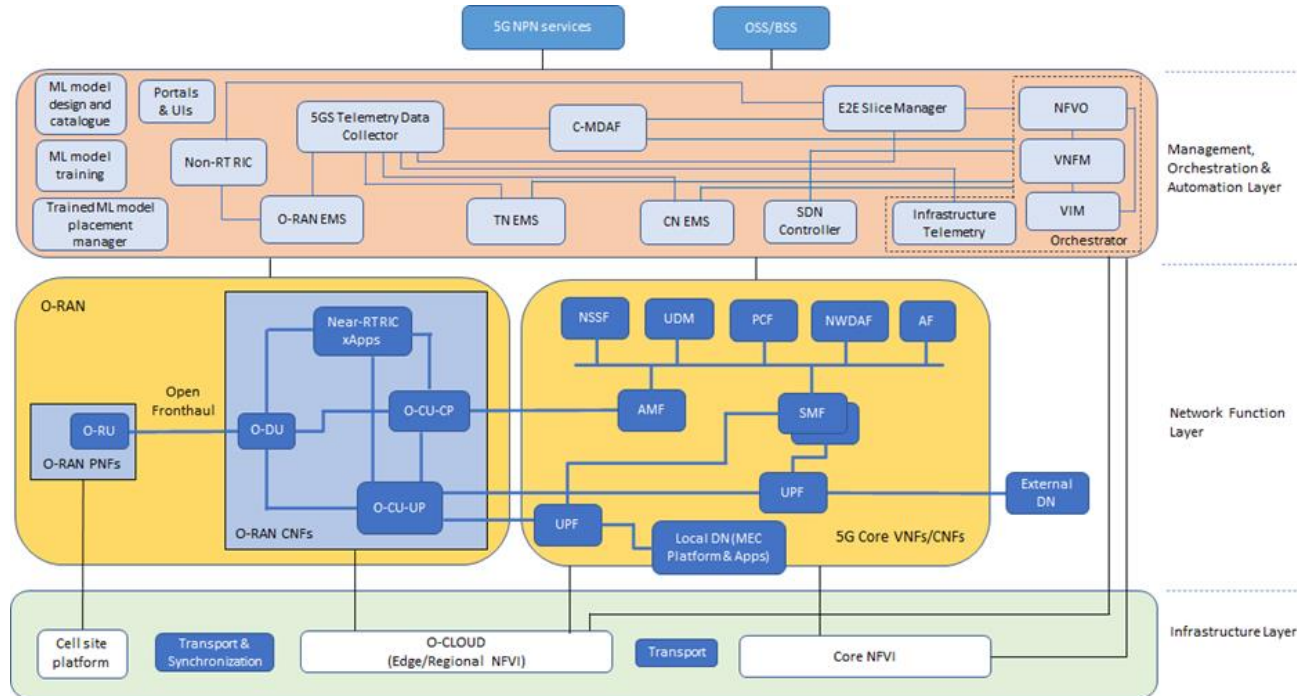 5G NPN services
OSS/BSS
ML model
design and
catalogue
Portals
& UIs
5GS Telemetry Data
Collector
C-MDAF
E2E Slice Manager
NFVO
Management,
Orchestration &
Automation Layer
ML model
training
Non-RT RIC
VNFM
Trained ML model
placement
manager
O-RAN EMS
TN EMS
CN EMS
SDN
Controller
Infrastructure
Telemetry
VIM
Orchestrator
O-RAN
Near-RT RIC
xApps
NSSF
UDM
PCF
NWDAF
AF
Open
Fronthaul
O-RU
O-DU
O-CU-CP
AMF
SMF
Network Function
Layer
O-RAN PNFs
O-CU-UP
UPF
UPF
External
DN
O-RAN CNFs
Local DN (MEC
Platform & Apps)
5G Core VNFs/CNFs
Cell site
platform
Transport &
Synchronization
O-CLOUD
(Edge/Regional NFVI)
Transport
Core NFVI
Infrastructure Layer